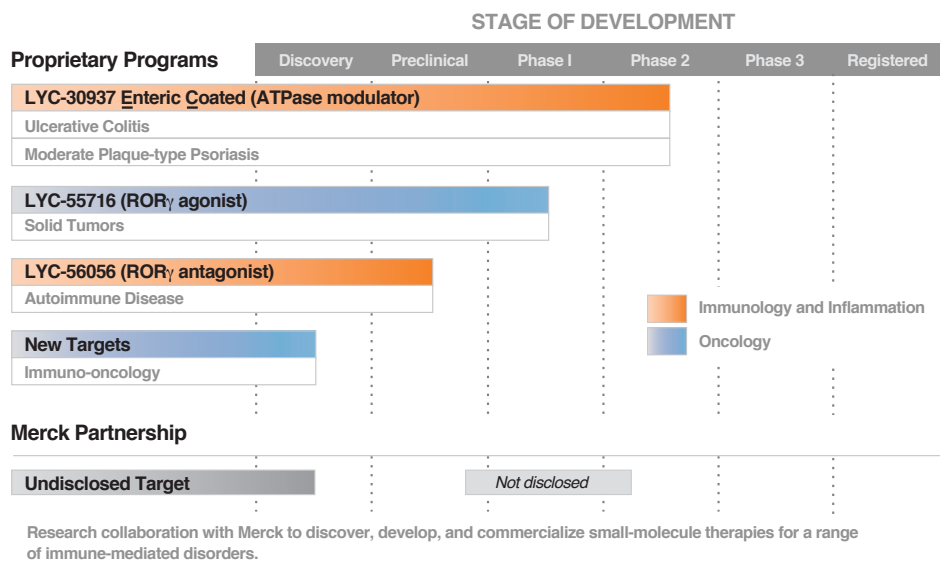 STAGE OF DEVELOPMENT
Proprietary Programs
Discovery Preclinical Phase I Phase 2 Phase 3 Registered
LYC-30937 Enteric Coated (ATPase modulator)
Ulcerative Colitis
Moderate Plaque-type Psoriasis
LYC-55716 (RORγ agonist)
Solid Tumors
LYC-56056 (RORγ antagonist)
Autoimmune Disease
Immunology and Inflammation
Oncology
New Targets
Immuno-oncology
Merck Partnership
Undisclosed Target
Not disclosed
Research collaboration with Merck to discover, develop, and commercialize small-molecule therapies for a range
of immune-mediated disorders.